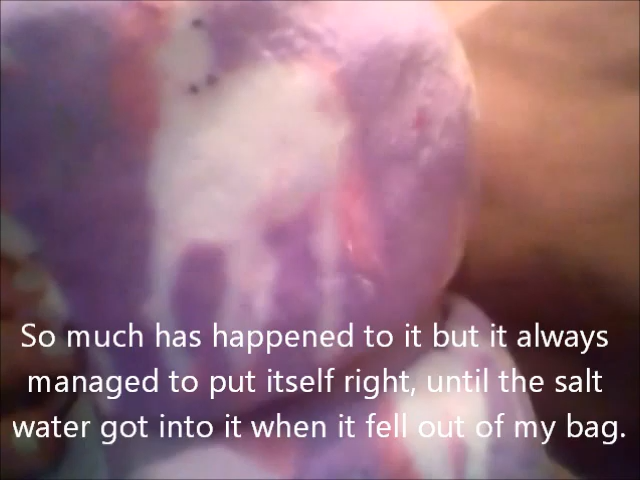 So much has happened to it but it always
managed to put itself right, until the salt
water got into it when it fell out of my bag.